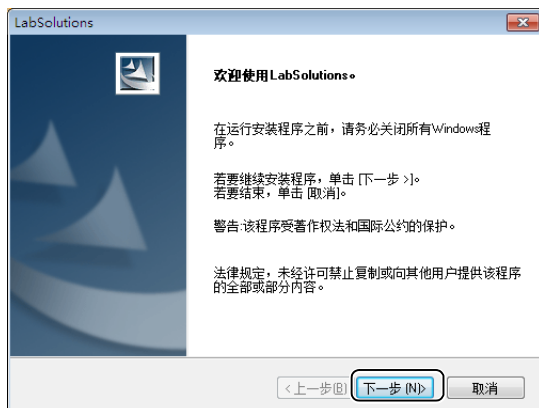 LabSolutions
欢迎使用LabSolutions。
在运行安装程序之前，请务必关闭所有Windows程
序。
若要继续安装程序，单击 [下一步 >]。
若要结束，单击 [取消]。
警告:该程序受著作权法和国际公约的保护。
法律规定，未经许可禁止复制或向其他用户提供该程序
的全部或部分内容。
<上一步(B) 下一步(N)> 取消